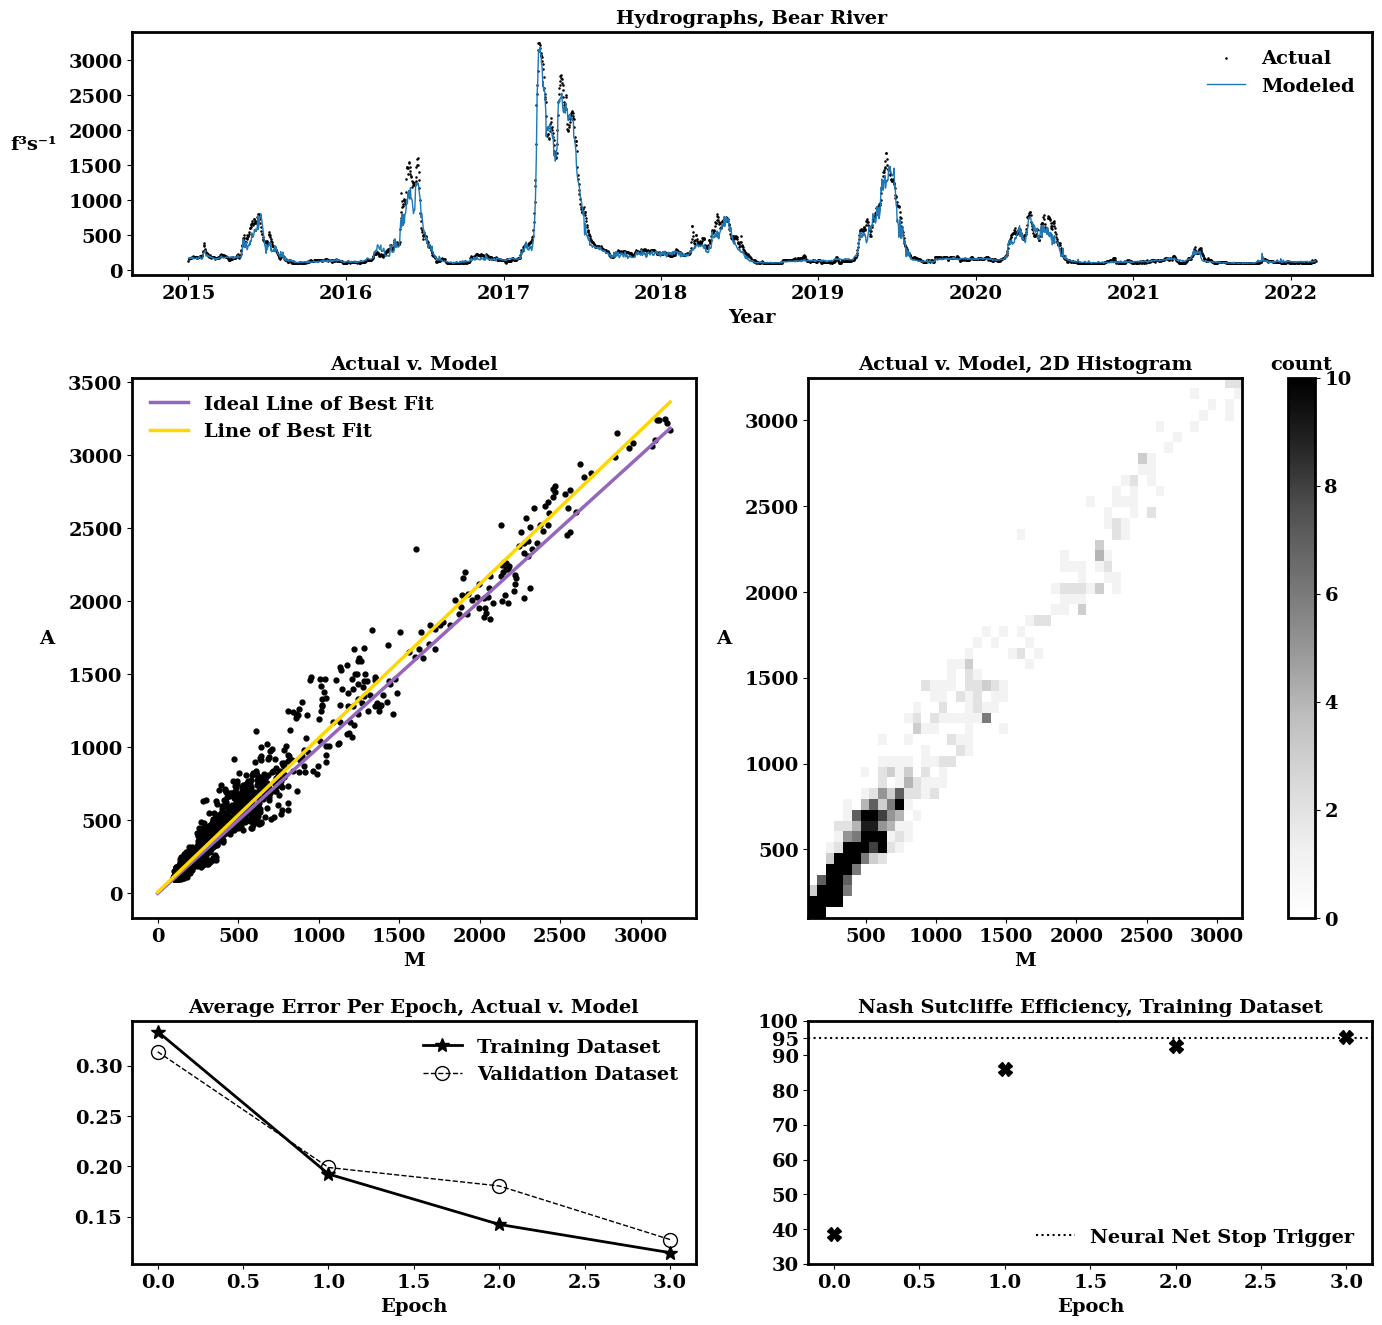 Hydrographs, Bear River
3000
2500
2000
1500
1000
500
0
f³s⁻¹
Actual
Modeled
2015 2016 2017 2018 2019 2020 2021 2022
Year
Actual v. Model
3500
3000
2500
2000
1500
1000
500
0
A
Ideal Line of Best Fit
Line of Best Fit
0 500 1000 1500 2000 2500 3000
M
Actual v. Model, 2D Histogram
3000
2500
2000
1500
1000
500
A
500 1000 1500 2000 2500 3000
M
count
10
8
6
4
2
0
Average Error Per Epoch, Actual v. Model
0.30
0.25
0.20
0.15
Training Dataset
Validation Dataset
0.0 0.5 1.0 1.5 2.0 2.5 3.0
Epoch
Nash Sutcliffe Efficiency, Training Dataset
100
95
90
80
70
60
50
40
30
Neural Net Stop Trigger
0.0 0.5 1.0 1.5 2.0 2.5 3.0
Epoch